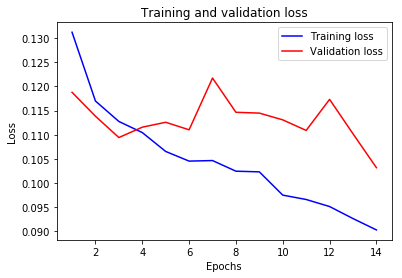 Training and validation loss
Training loss
Validation loss
Loss
0.130
0.125
0.120
0.115
0.110
0.105
0.100
0.095
0.090
2 4 6 8 10 12 14
Epochs